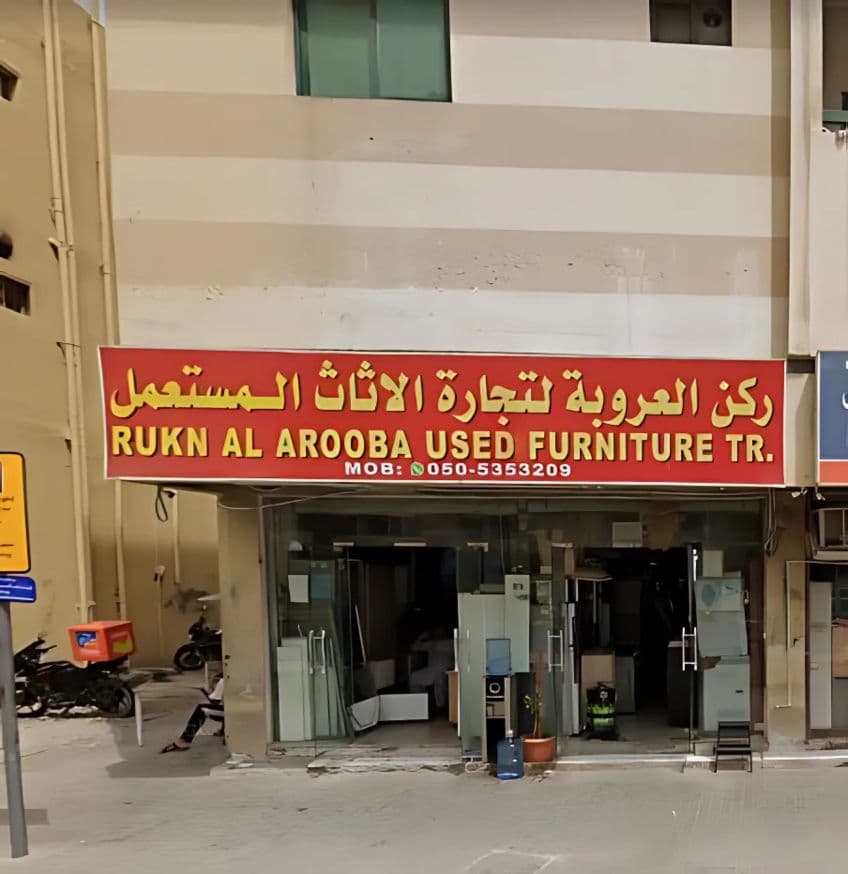 ركن العروبة لتجارة الاثاث المستعمل
RUKN AL AROOBA USED FURNITURE TR.
MOB: 050-5353209